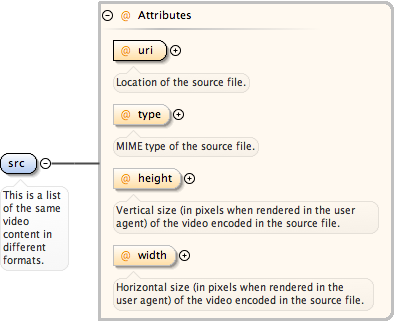 @ Attributes
@ uri
Location of the source file.
@ type
MIME type of the source file.
src
This is a list
of the same
video
content in
different
formats.
@ height
Vertical size (in pixels when rendered in the user
agent) of the video encoded in the source file.
@ width
Horizontal size (in pixels when rendered in the
user agent) of the video encoded in the source file.